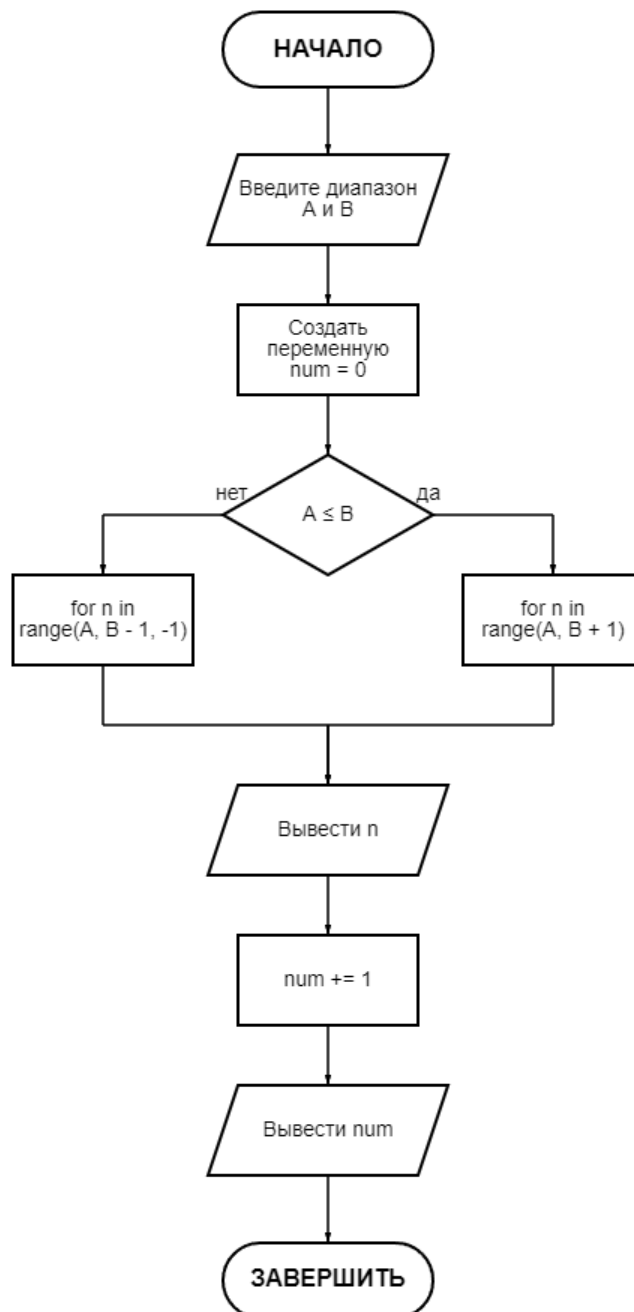 НАЧАЛО
Введите диапазон
А и В
Создать
переменную
num = 0
нет
A ≤ B
да
for n in
range(A, B - 1, -1)
for n in
range(A, B + 1)
Вывести n
num += 1
Вывести num
ЗАВЕРШИТЬ